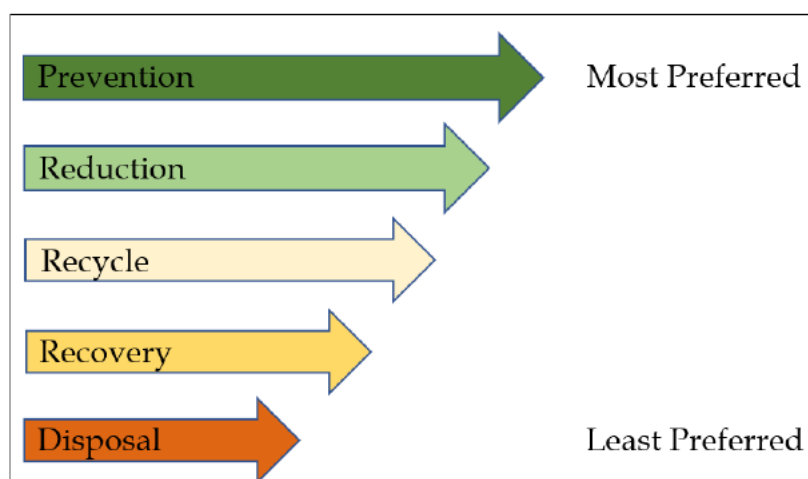 Prevention Most Preferred
Reduction
Recycle
Recovery
Disposal Least Preferred